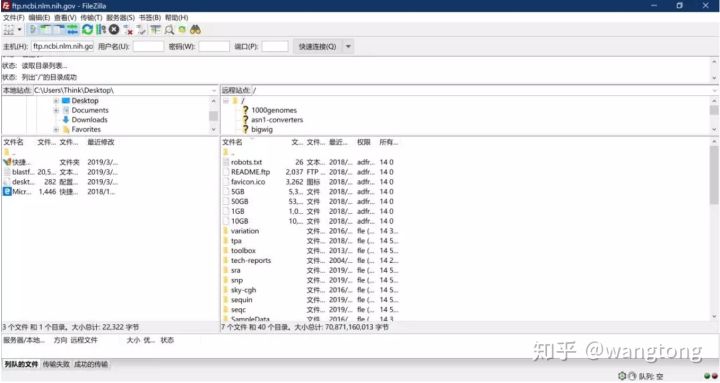 ftp.ncbi.nlm.nih.gov - FileZilla
文件(F) 编辑(E) 查看(V) 传输(T) 服务器(S) 书签(B) 帮助(H)
主机(H): ftp.ncbi.nlm.nih.go 用户名(U): 密码(W): 端口(P): 快速连接(Q)
状态: 读取目录列表...
状态: 列出"/"的目录成功
本地站点: C:\Users\Think\Desktop\
Desktop
Documents
Downloads
Favorites
远程站点: /
/
1000genomes
asn1-converters
bigwig
文件名 文件... 文件... 最近修改
..
快捷... 文件夹 2019/3/...
blastf... 20,5... 文本... 2019/3/...
deskt... 282 配置... 2019/3/...
Micr... 1,446 快捷... 2018/1...
3 个文件 和 1 个目录。大小总计: 22,322 字节
文件名 文... 文件... 最近... 权限 所有...
..
robots.txt 26 文本... 2018/... adfr... 14 0
README.ftp 2,037 FTP ... 2018/... adfr... 14 0
favicon.ico 3,262 图标 2018/... adfr... 14 0
5GB 5,3... 文件 2018/... adfr... 14 0
50GB 53,... 文件 2018/... adfr... 14 0
1GB 1,0... 文件 2018/... adfr... 14 0
10GB 10,... 文件 2018/... adfr... 14 0
variation 文件... 2016/... fle (... 14 3...
tpa 文件... 2018/... fle (... 14 5...
toolbox 文件... 2013/... fle (... 14 5...
tech-reports 文件... 2004/... fle (... 14 2...
sra 文件... 2019/... fle (... 14 5...
snp 文件... 2019/... fle (... 14 5...
sky-cgh 文件... 2016/... fle (... 14 5...
sequin 文件... 2019/... fle (... 14 5...
seqc 文件... 2019/... fle (... 14 5...
SampleData 文件... 2016/... fle (... 14 3...
7 个文件 和 40 个目录。大小总计: 70,871,160,013 字节
服务器/本地... 方向 远程文件 大小 优... 状态
列队的文件 传输失败 成功的传输
队列: 空
知乎 @wangtong